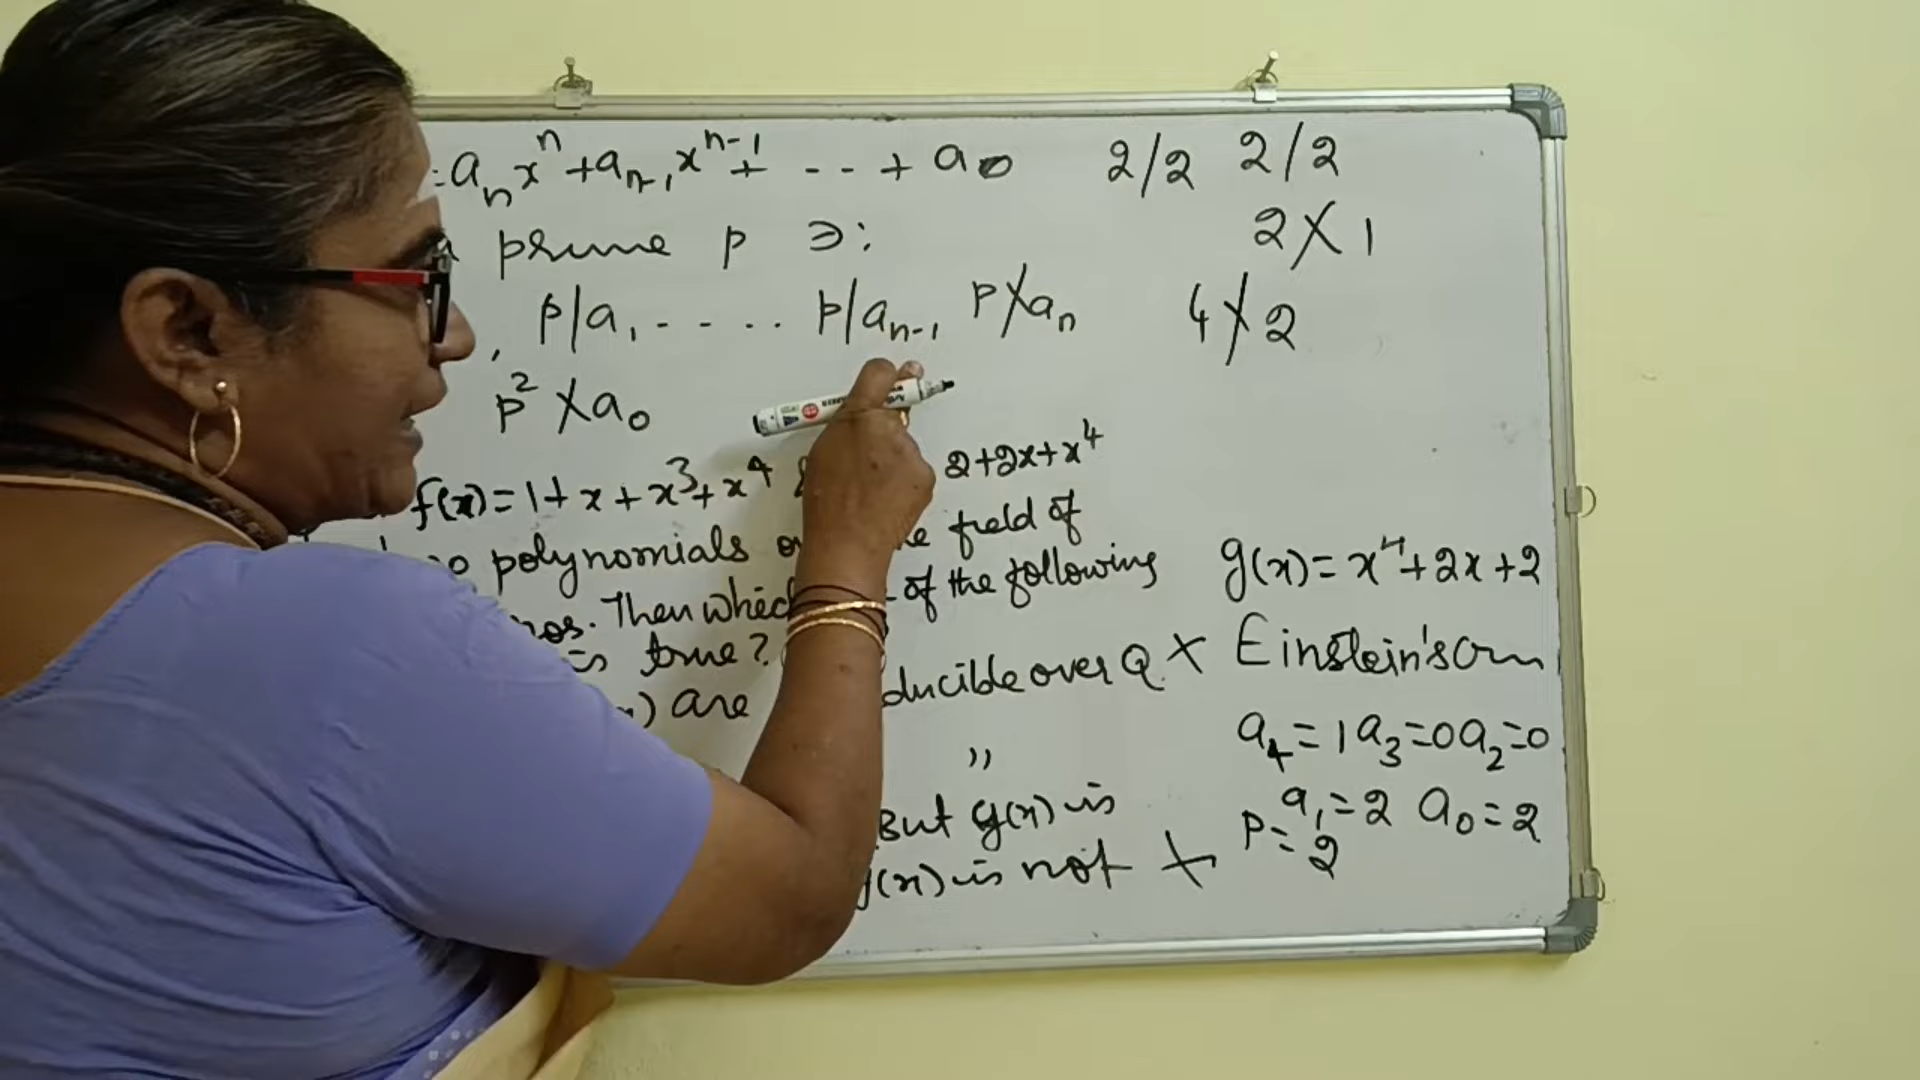 =aₙxⁿ+aₙ₋₁xⁿ⁻¹+ -- + a₀ 2/2 2/2
prime p ∋: 2∤1
, p/a₁ - - - . . p/aₙ₋₁ p∤aₙ 4∤2
p²∤a₀
f(x)=1+x+x³+x⁴ & 2+2x+x⁴
polynomials field of
g(x)=x⁴+2x+2
Then of the following
is true?
) are ducible over Q × Einstein's
a₄=1 a₃=0 a₂=0
,,
a₁=2 a₀=2
But g(x) is
P=2
g(x) is not ×